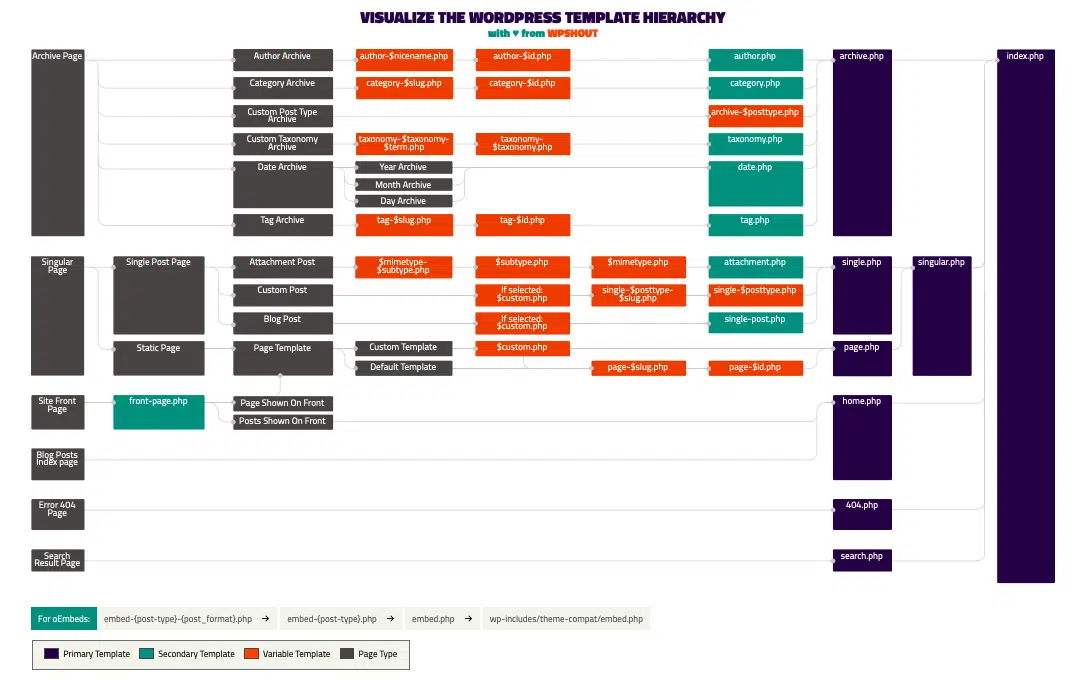 VISUALIZE THE WORDPRESS TEMPLATE HIERARCHY
with ♥ from WPSHOUT
Archive Page
Author Archive
author-$nicename.php
author-$id.php
author.php
archive.php
index.php
Category Archive
category-$slug.php
category-$id.php
category.php
Custom Post Type
Archive
archive-$posttype.php
Custom Taxonomy
Archive
taxonomy-$taxonomy-
$term.php
taxonomy-
$taxonomy.php
taxonomy.php
Date Archive
Year Archive
Month Archive
Day Archive
date.php
Tag Archive
tag-$slug.php
tag-$id.php
tag.php
Singular
Page
Single Post Page
Attachment Post
$mimetype-
$subtype.php
$subtype.php
$mimetype.php
attachment.php
single.php
singular.php
Custom Post
If selected:
$custom.php
single-$posttype-
$slug.php
single-$posttype.php
Blog Post
If selected:
$custom.php
single-post.php
Static Page
Page Template
Custom Template
$custom.php
page.php
Default Template
page-$slug.php
page-$id.php
Site Front
Page
front-page.php
Page Shown On Front
Posts Shown On Front
home.php
Blog Posts
Index page
Error 404
Page
404.php
Search
Result Page
search.php
For oEmbeds:
embed-{post-type}-{post_format}.php →
embed-{post-type}.php →
embed.php →
wp-includes/theme-compat/embed.php
Primary Template
Secondary Template
Variable Template
Page Type